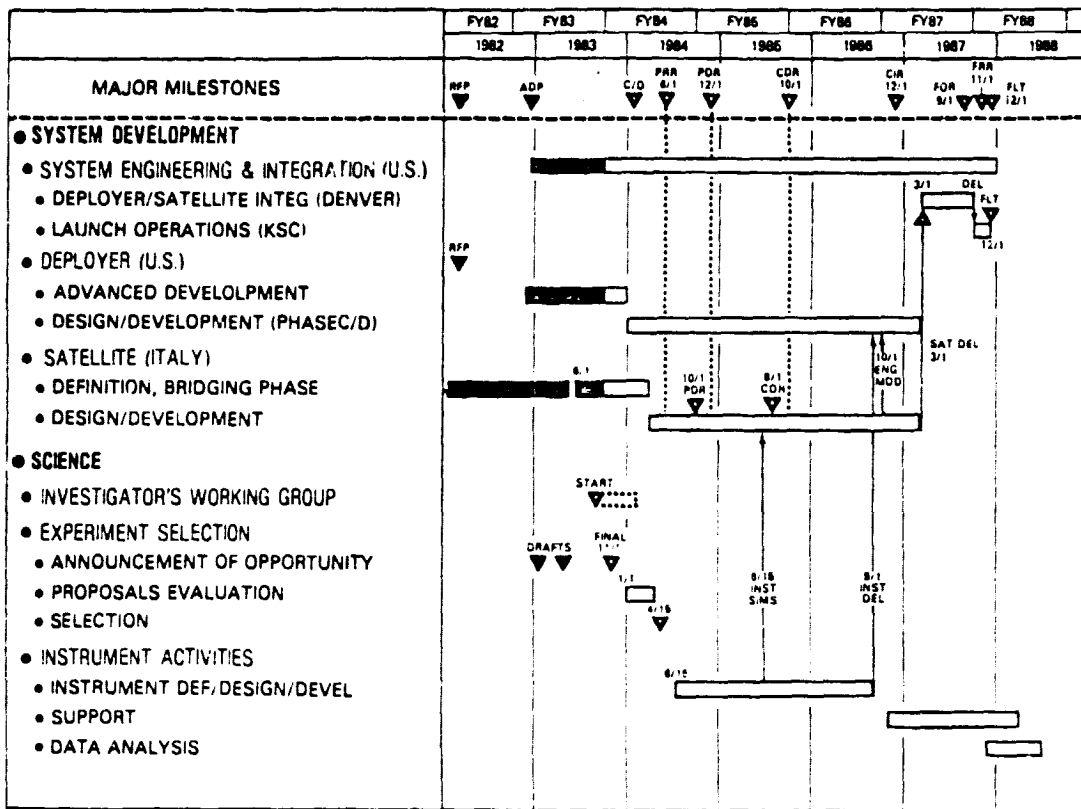 FY82 FY83 FY84 FY85 FY86 FY87 FY88
1982 1983 1984 1985 1986 1987 1988
MAJOR MILESTONES
RFP ADP C/D PRR 6/1 PDR 12/1 CDR 10/1 CIR 12/1 FOR 9/1 FRR 11/1 FLT 12/1
● SYSTEM DEVELOPMENT
● SYSTEM ENGINEERING & INTEGRATION (U.S.)
● DEPLOYER/SATELLITE INTEG (DENVER)
3/1 DEL
● LAUNCH OPERATIONS (KSC)
FLT
12/1
● DEPLOYER (U.S.)
RFP
● ADVANCED DEVELOLPMENT
● DESIGN/DEVELOPMENT (PHASEC/D)
● SATELLITE (ITALY)
SAT DEL
3/1
10/1
ENG
MOD
● DEFINITION, BRIDGING PHASE
6/1
● DESIGN/DEVELOPMENT
10/1
PDR
8/1
● SCIENCE
● INVESTIGATOR'S WORKING GROUP
START
● EXPERIMENT SELECTION
● ANNOUNCEMENT OF OPPORTUNITY
DRAFTS
FINAL
● PROPOSALS EVALUATION
1/1
● SELECTION
4/15
INST
SIMS
INST
DEL
● INSTRUMENT ACTIVITIES
● INSTRUMENT DEF/DESIGN/DEVEL
6/15
● SUPPORT
● DATA ANALYSIS